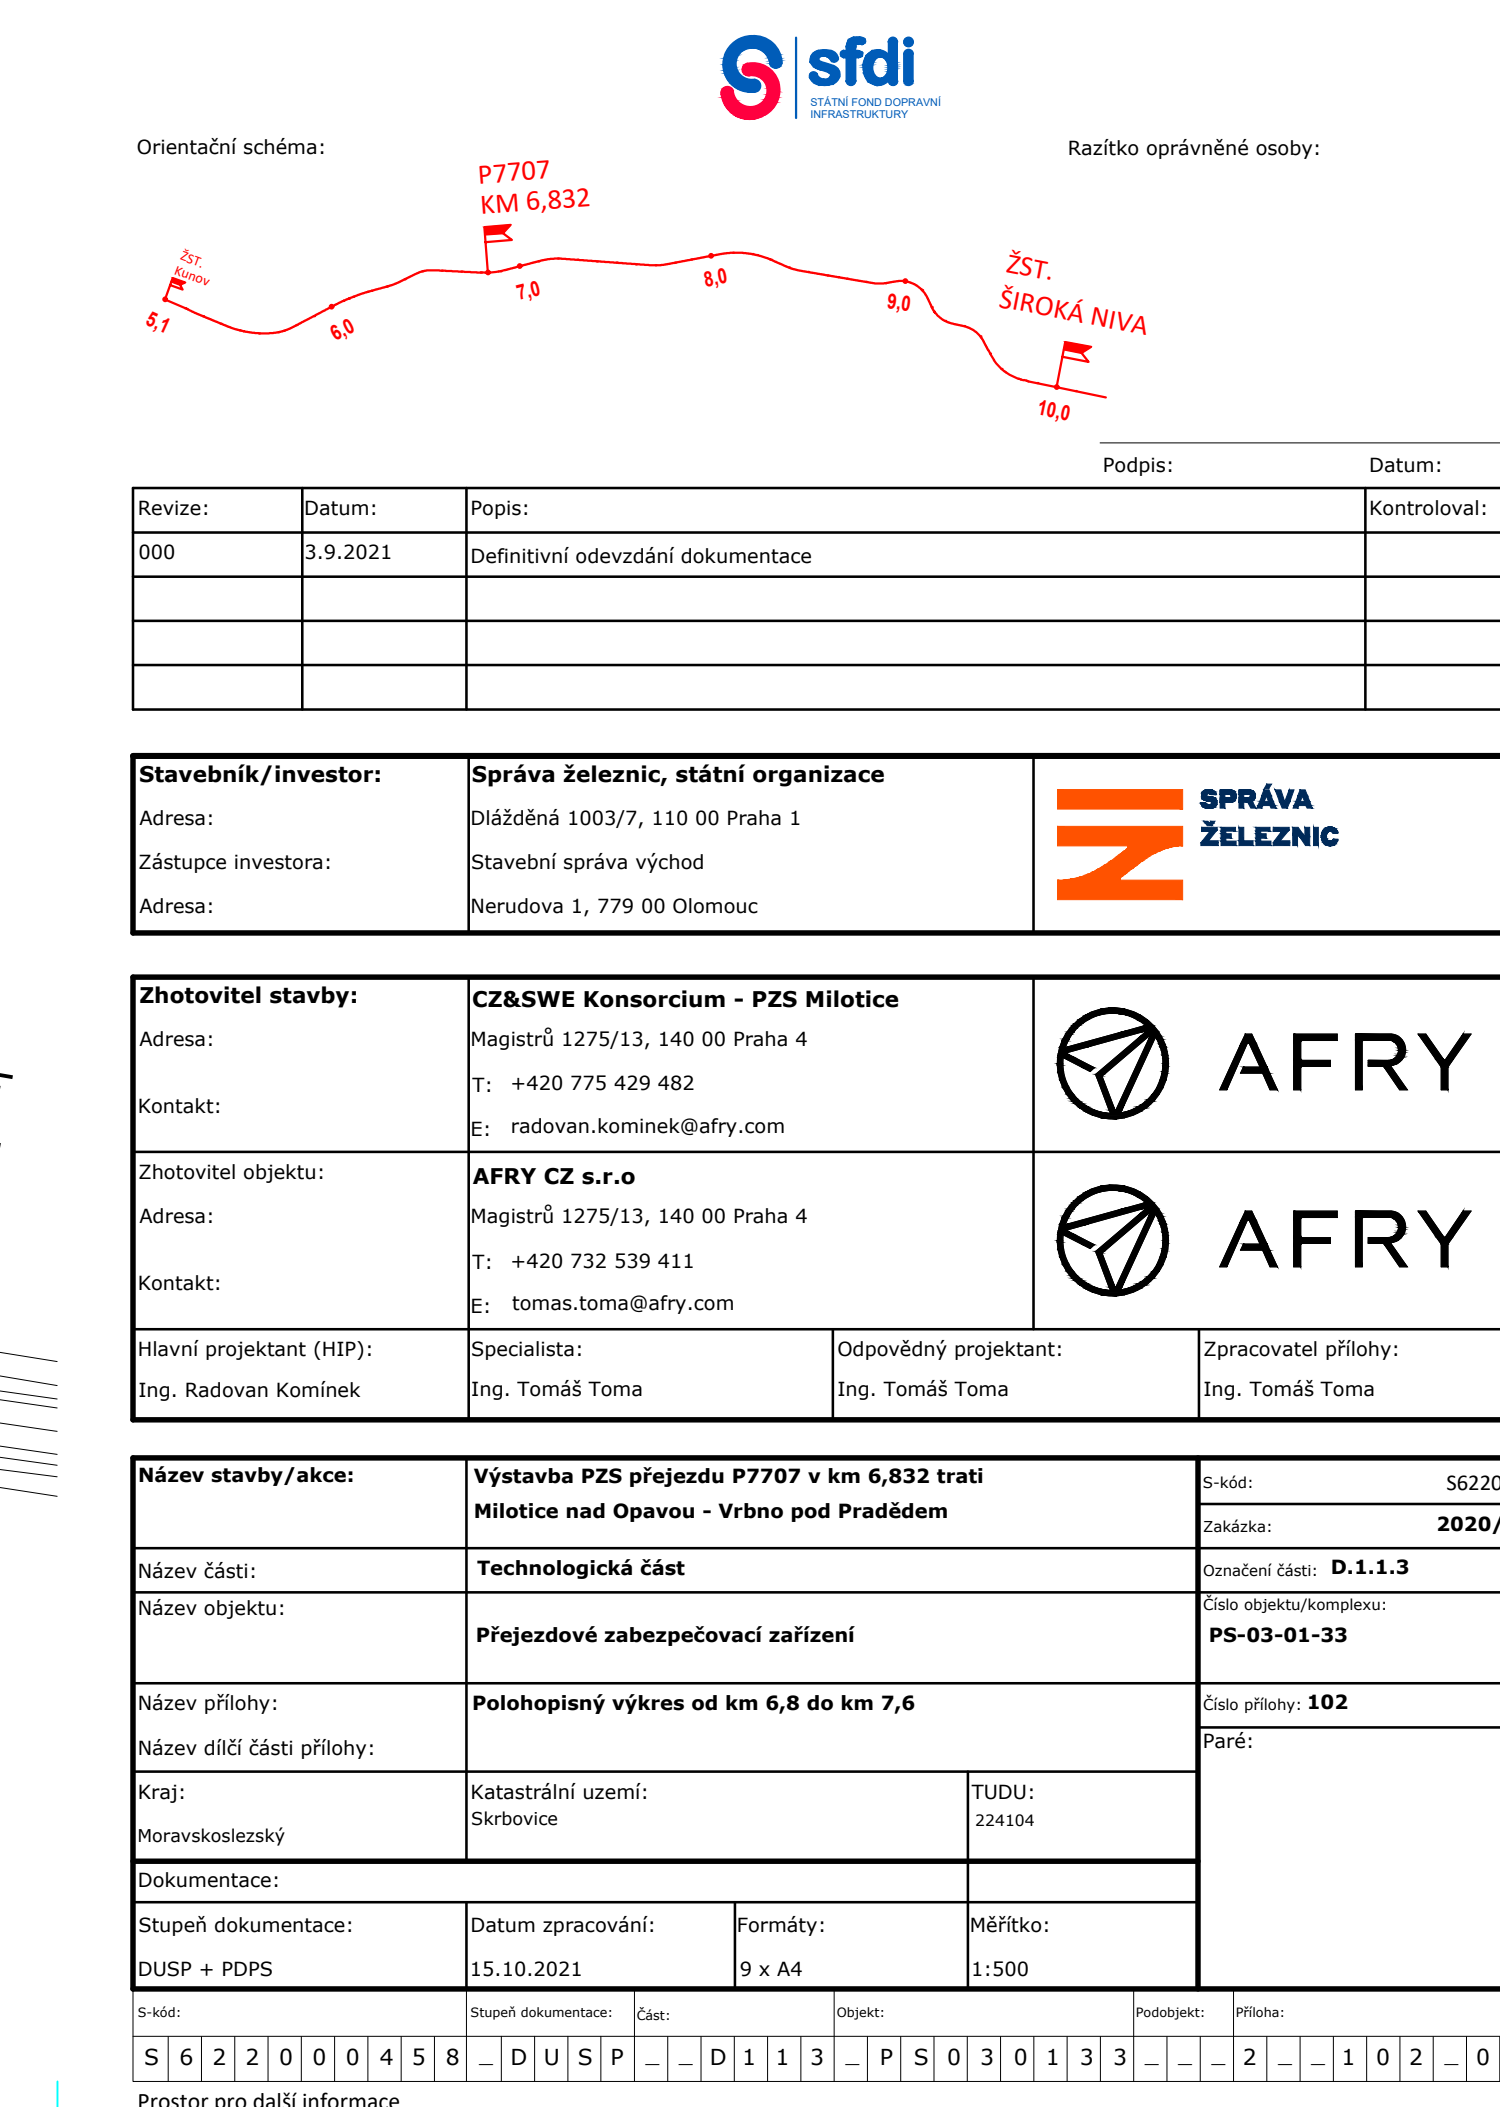 sfdi
STÁTNÍ FOND DOPRAVNÍ
INFRASTRUKTURY
Orientační schéma:
Razítko oprávněné osoby:
P7707
KM 6,832
ŽST.
Kunov
5,1
6,0
7,0
8,0
9,0
ŽST.
ŠIROKÁ NIVA
10,0
Podpis: Datum:
Revize: Datum: Popis: Kontroloval:
000 3.9.2021 Definitivní odevzdání dokumentace
Stavebník/investor: Správa železnic, státní organizace
Adresa: Dlážděná 1003/7, 110 00 Praha 1
Zástupce investora: Stavební správa východ
Adresa: Nerudova 1, 779 00 Olomouc
SPRÁVA
ŽELEZNIC
Zhotovitel stavby: CZ&SWE Konsorcium - PZS Milotice
Adresa: Magistrů 1275/13, 140 00 Praha 4
Kontakt: T: +420 775 429 482
E: radovan.kominek@afry.com
AFRY
Zhotovitel objektu: AFRY CZ s.r.o
Adresa: Magistrů 1275/13, 140 00 Praha 4
Kontakt: T: +420 732 539 411
E: tomas.toma@afry.com
AFRY
Hlavní projektant (HIP): Specialista: Odpovědný projektant: Zpracovatel přílohy:
Ing. Radovan Komínek Ing. Tomáš Toma Ing. Tomáš Toma Ing. Tomáš Toma
Název stavby/akce: Výstavba PZS přejezdu P7707 v km 6,832 trati
Milotice nad Opavou - Vrbno pod Pradědem
S-kód: S6220
Zakázka: 2020/
Název části: Technologická část Označení části: D.1.1.3
Název objektu: Přejezdové zabezpečovací zařízení
Číslo objektu/komplexu:
PS-03-01-33
Název přílohy: Polohopisný výkres od km 6,8 do km 7,6 Číslo přílohy: 102
Název dílčí části přílohy: Paré:
Kraj: Katastrální uzemí: TUDU:
Moravskoslezský Skrbovice 224104
Dokumentace:
Stupeň dokumentace: Datum zpracování: Formáty: Měřítko:
DUSP + PDPS 15.10.2021 9 x A4 1:500
S-kód: Stupeň dokumentace: Část: Objekt: Podobjekt: Příloha:
S 6 2 2 0 0 0 4 5 8 _ D U S P _ _ D 1 1 3 _ P S 0 3 0 1 3 3 _ _ _ 2 _ _ 1 0 2 _ 0
Prostor pro další informace